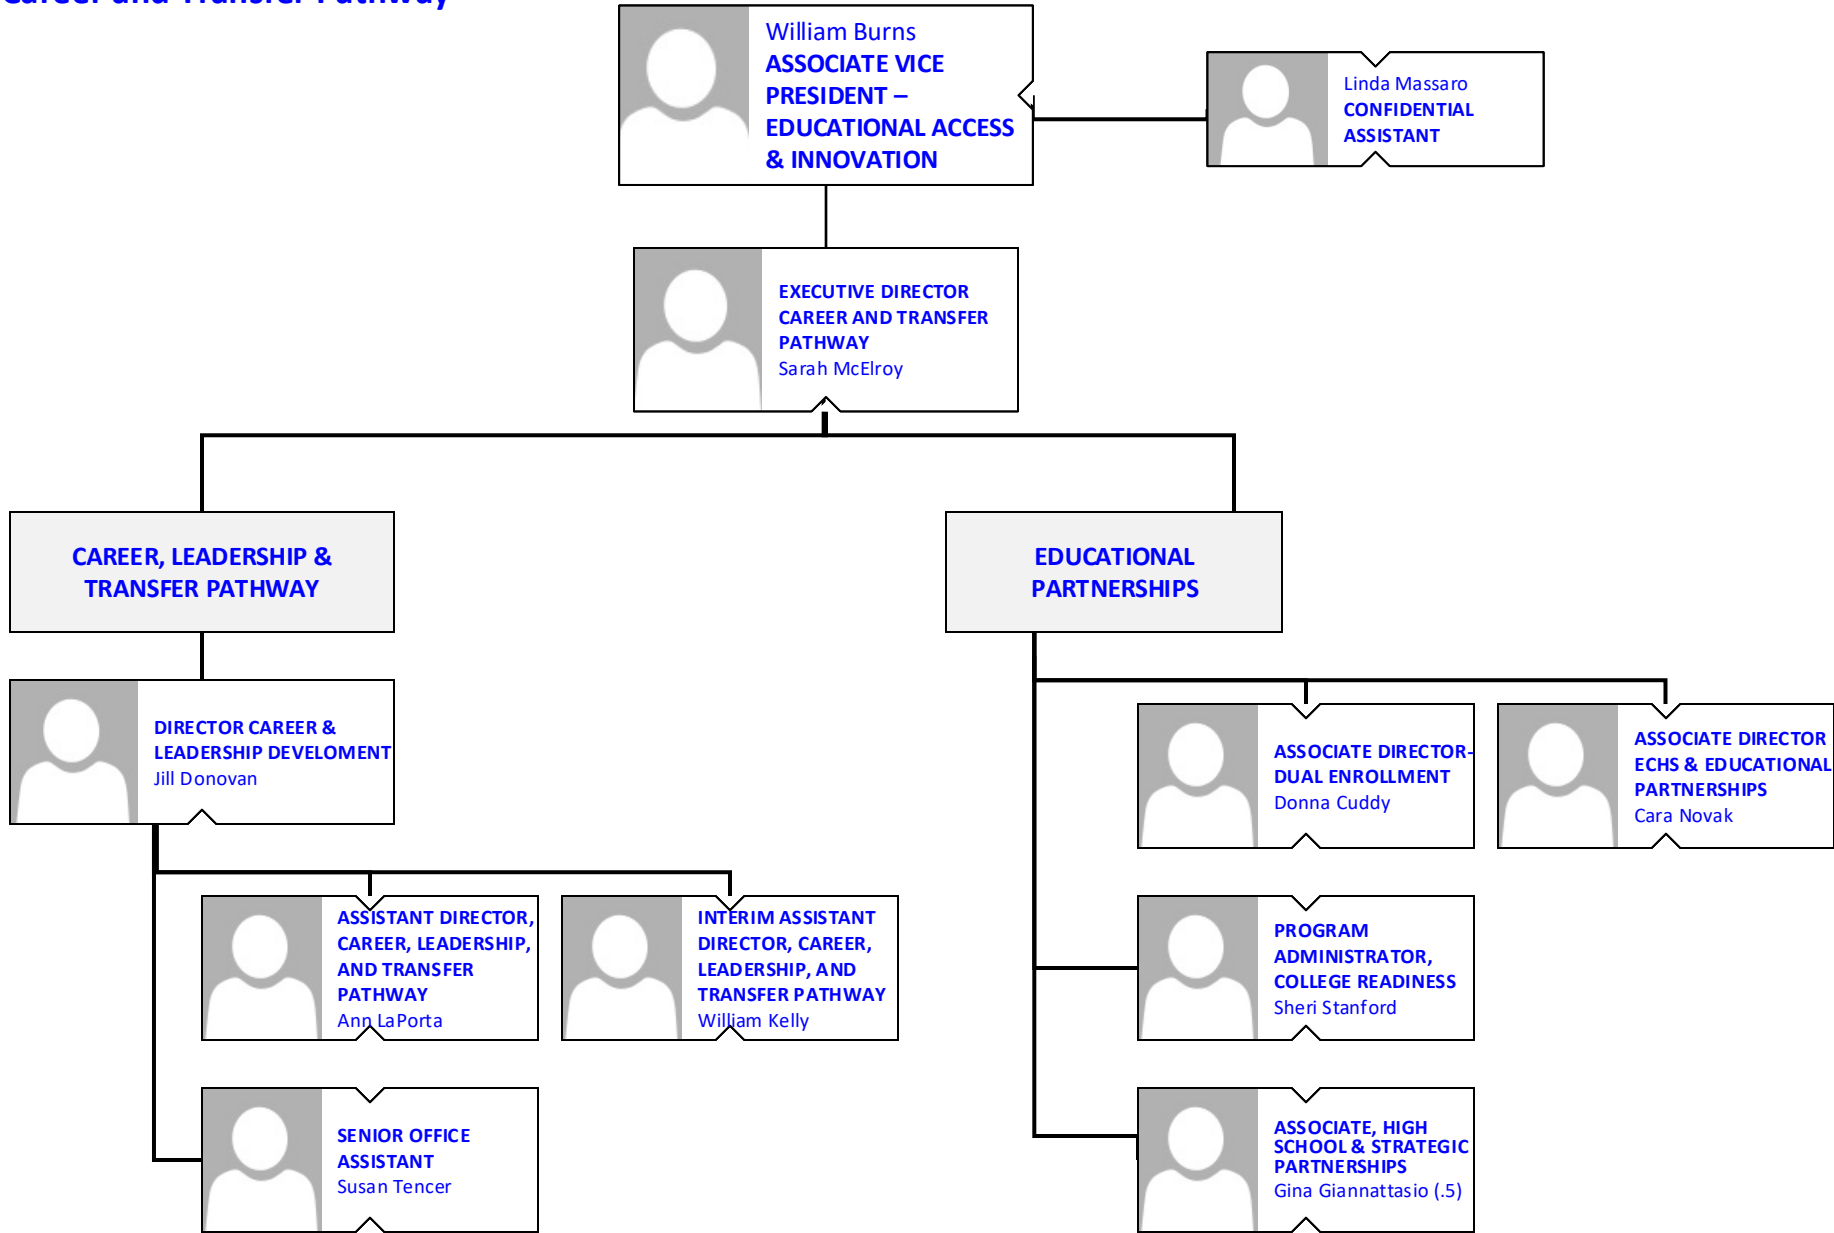 Career and Transfer Pathway
William Burns
ASSOCIATE VICE
PRESIDENT –
EDUCATIONAL ACCESS
& INNOVATION
Linda Massaro
CONFIDENTIAL
ASSISTANT
EXECUTIVE DIRECTOR
CAREER AND TRANSFER
PATHWAY
Sarah McElroy
CAREER, LEADERSHIP &
TRANSFER PATHWAY
EDUCATIONAL
PARTNERSHIPS
DIRECTOR CAREER &
LEADERSHIP DEVELOMENT
Jill Donovan
ASSOCIATE DIRECTOR-
DUAL ENROLLMENT
Donna Cuddy
ASSOCIATE DIRECTOR
ECHS & EDUCATIONAL
PARTNERSHIPS
Cara Novak
ASSISTANT DIRECTOR,
CAREER, LEADERSHIP,
AND TRANSFER
PATHWAY
Ann LaPorta
INTERIM ASSISTANT
DIRECTOR, CAREER,
LEADERSHIP, AND
TRANSFER PATHWAY
William Kelly
PROGRAM
ADMINISTRATOR,
COLLEGE READINESS
Sheri Stanford
SENIOR OFFICE
ASSISTANT
Susan Tencer
ASSOCIATE, HIGH
SCHOOL & STRATEGIC
PARTNERSHIPS
Gina Giannattasio (.5)